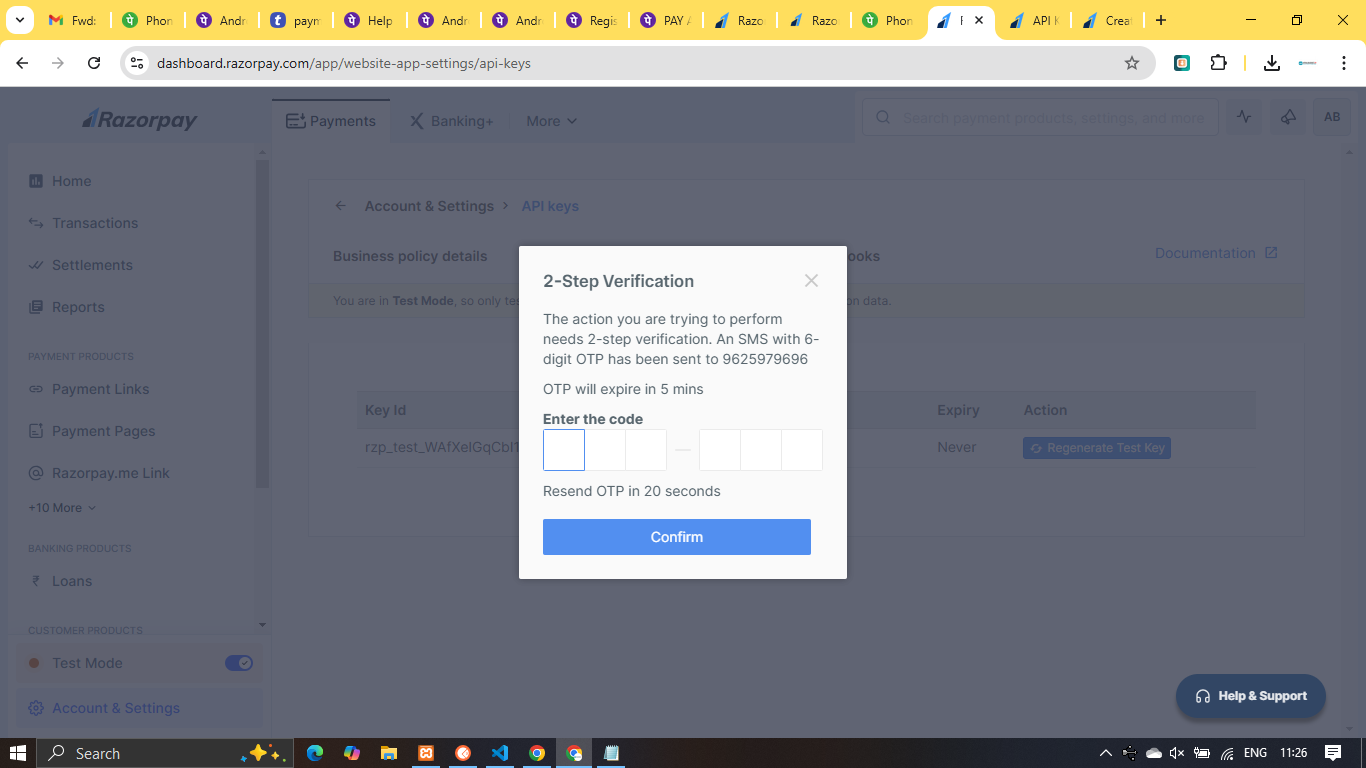 Fwd:
Phon
Andr
paym
Help
Andr
Andr
Regis
PAY A
Razo
Razo
Phon
API K
Crea
dashboard.razorpay.com/app/website-app-settings/api-keys
Razorpay
Payments
Banking+
More
Search payment products, settings, and more
AB
Home
Transactions
Settlements
Reports
PAYMENT PRODUCTS
Payment Links
Payment Pages
Razorpay.me Link
+10 More
BANKING PRODUCTS
Loans
CUSTOMER PRODUCTS
Test Mode
Account & Settings
Account & Settings > API keys
Business policy details
ooks
Documentation
You are in Test Mode, so only tes
on data.
Key Id
Expiry
Action
Never
Regenerate Test Key
2-Step Verification
The action you are trying to perform
needs 2-step verification. An SMS with 6-
digit OTP has been sent to 9625979696
OTP will expire in 5 mins
Enter the code
Resend OTP in 20 seconds
Confirm
Help & Support
Search
ENG
11:26